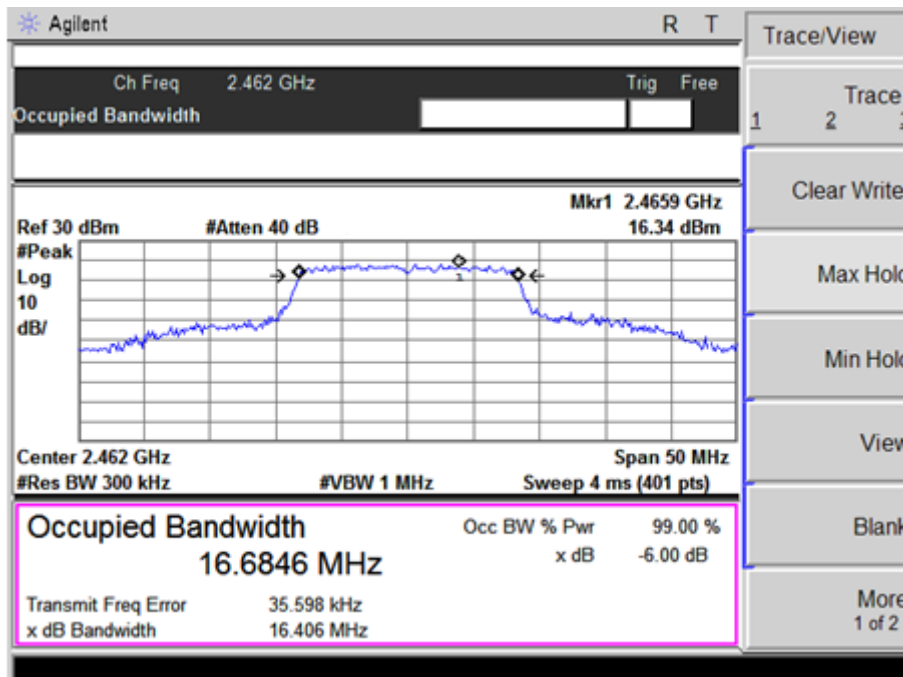 Agilent R T
Ch Freq 2.462 GHz Trig Free
Occupied Bandwidth
Mkr1 2.4659 GHz
Ref 30 dBm #Atten 40 dB 16.34 dBm
#Peak
Log
10
dB/
1
Center 2.462 GHz Span 50 MHz
#Res BW 300 kHz #VBW 1 MHz Sweep 4 ms (401 pts)
Occupied Bandwidth Occ BW % Pwr 99.00 %
16.6846 MHz x dB -6.00 dB
Transmit Freq Error 35.598 kHz
x dB Bandwidth 16.406 MHz
Trace/View
Trace
1 2
Clear Write
Max Hold
Min Hold
View
Blank
More
1 of 2